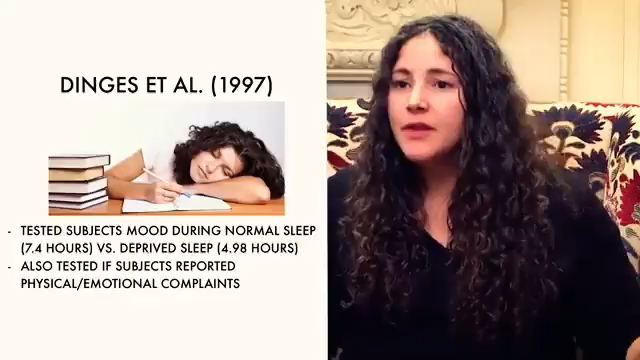 DINGES ET AL. (1997)
- TESTED SUBJECTS MOOD DURING NORMAL SLEEP
(7.4 HOURS) VS. DEPRIVED SLEEP (4.98 HOURS)
- ALSO TESTED IF SUBJECTS REPORTED
PHYSICAL/EMOTIONAL COMPLAINTS